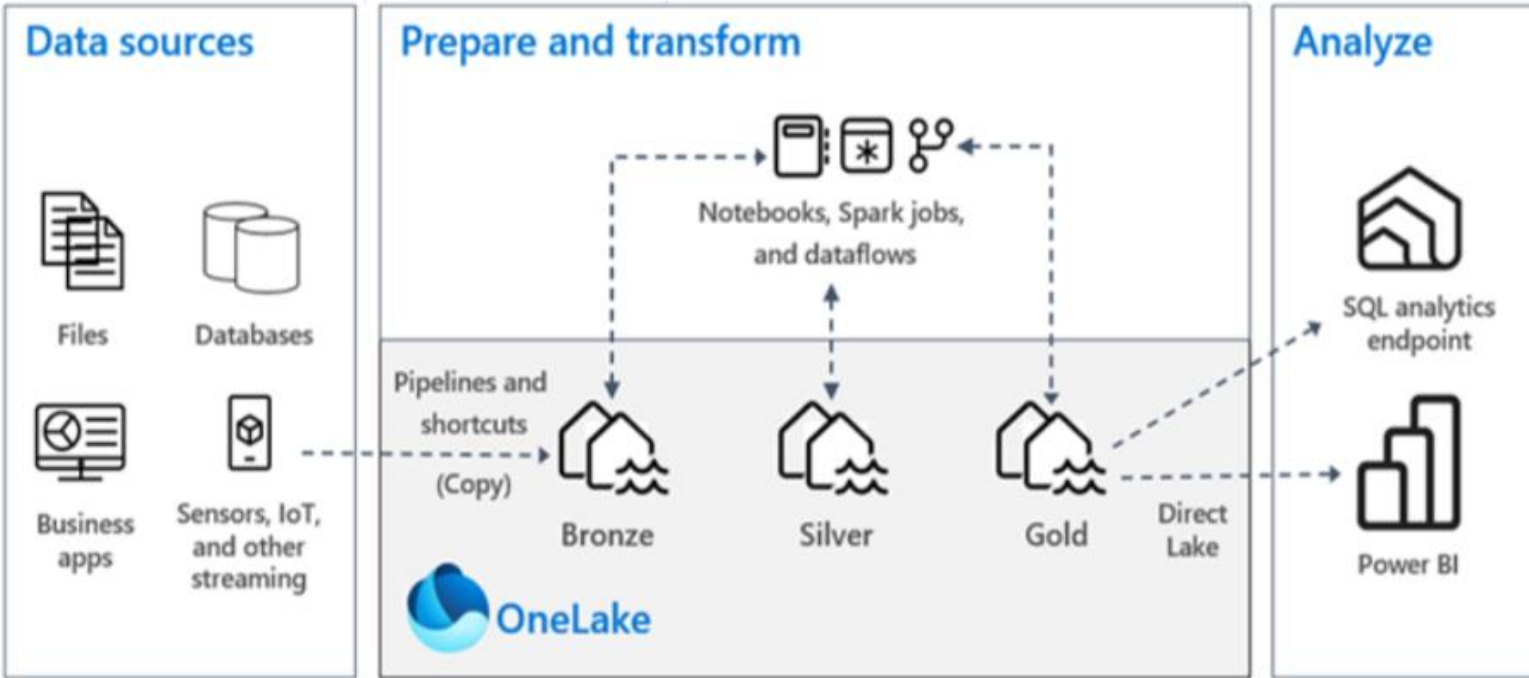 Data sources
Files
Databases
Business
apps
Sensors, IoT,
and other
streaming
Prepare and transform
Notebooks, Spark jobs,
and dataflows
Pipelines and
shortcuts
(Copy)
Bronze
Silver
Gold
Direct
Lake
OneLake
Analyze
SQL analytics
endpoint
Power BI